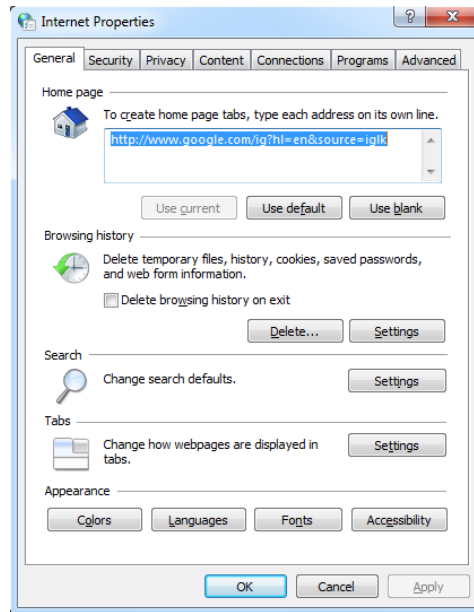 Internet Properties
General Security Privacy Content Connections Programs Advanced
Home page
To create home page tabs, type each address on its own line.
http://www.google.com/ig?hl=en&source=iglk
Use current Use default Use blank
Browsing history
Delete temporary files, history, cookies, saved passwords,
and web form information.
Delete browsing history on exit
Delete... Settings
Search
Change search defaults. Settings
Tabs
Change how webpages are displayed in Settings
tabs.
Appearance
Colors Languages Fonts Accessibility
OK Cancel Apply